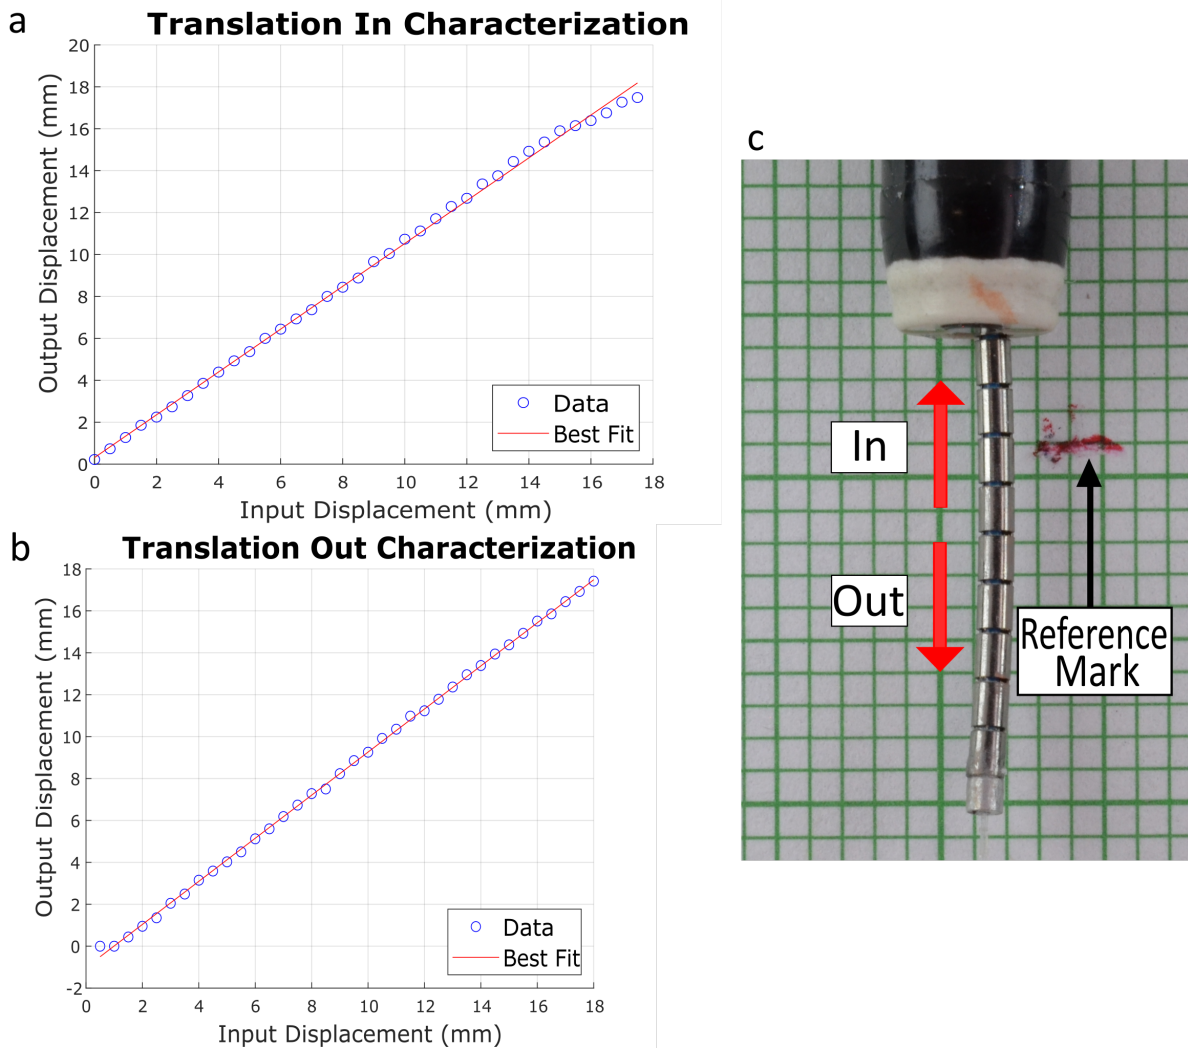 a
Translation In Characterization
20
18
16
14
12
10
8
6
4
2
0
Output Displacement (mm)
0 2 4 6 8 10 12 14 16 18
Input Displacement (mm)
Data
Best Fit
b
Translation Out Characterization
18
16
14
12
10
8
6
4
2
0
-2
Output Displacement (mm)
0 2 4 6 8 10 12 14 16 18
Input Displacement (mm)
Data
Best Fit
c
In
Out
Reference
Mark